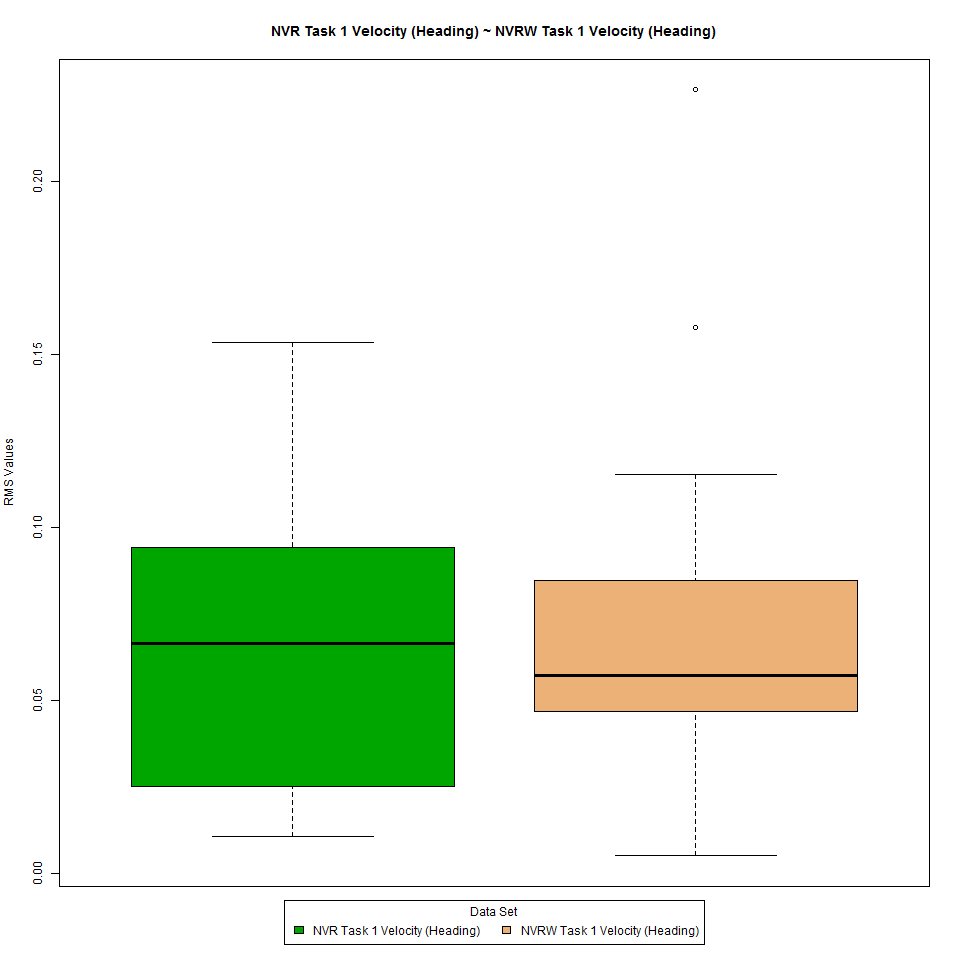 NVR Task 1 Velocity (Heading) ~ NVRW Task 1 Velocity (Heading)
RMS Values
0.20
0.15
0.10
0.05
0.00
Data Set
NVR Task 1 Velocity (Heading) NVRW Task 1 Velocity (Heading)